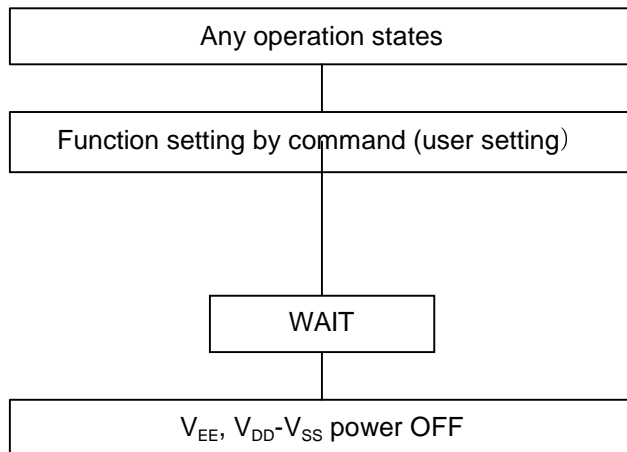 Any operation states
Function setting by command (user setting）
WAIT
VEE, VDD-VSS power OFF